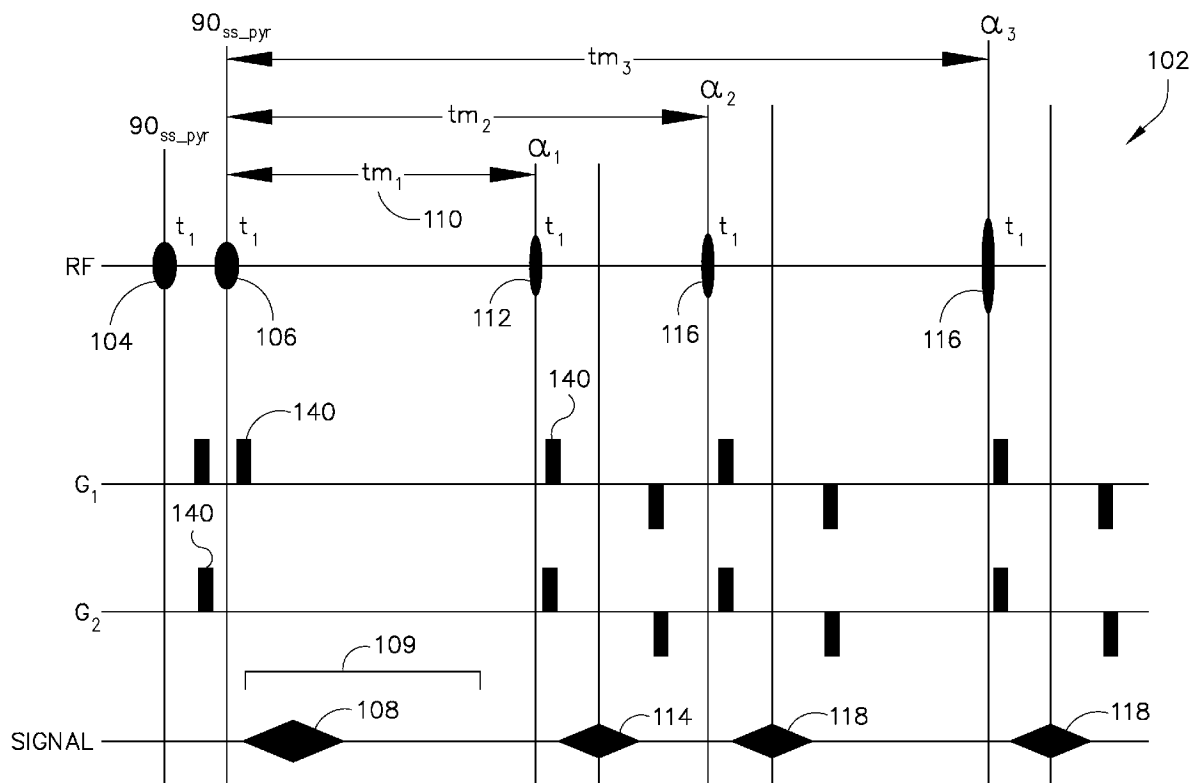 90ss_pyr
α3
tm3
102
α2
90ss_pyr
tm2
α1
tm1
110
t1
t1
t1
t1
t1
RF
104
106
112
116
116
140
140
G1
140
G2
109
108
114
118
118
SIGNAL